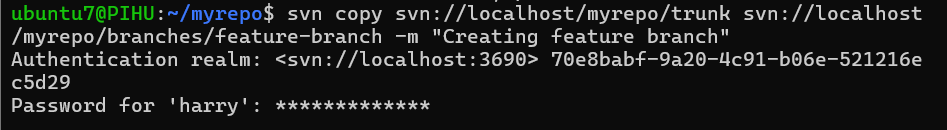 ubuntu7@PIHU:~/myrepo$ svn copy svn://localhost/myrepo/trunk svn://localhost
/myrepo/branches/feature-branch -m "Creating feature branch"
Authentication realm: <svn://localhost:3690> 70e8babf-9a20-4c91-b06e-521216e
c5d29
Password for 'harry': *************